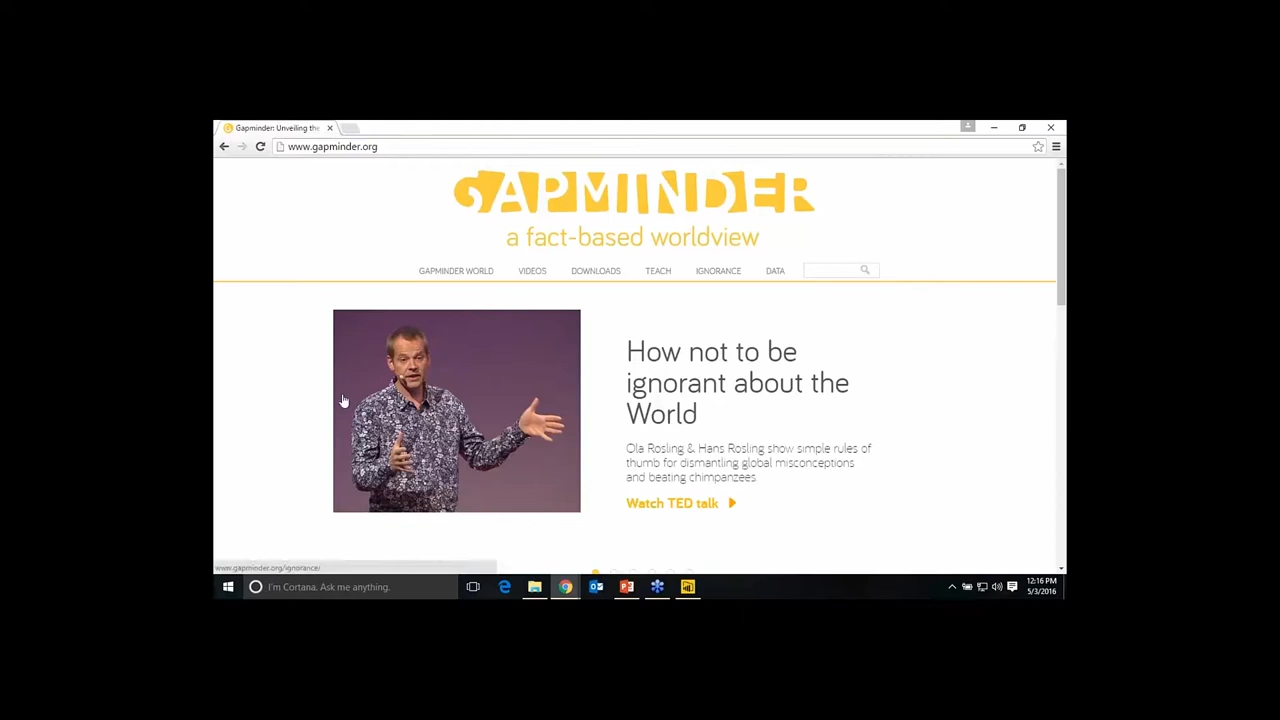 Gapminder: Unveiling the
www.gapminder.org
GAPMINDER
a fact-based worldview
GAPMINDER WORLD VIDEOS DOWNLOADS TEACH IGNORANCE DATA
How not to be
ignorant about the
World
Ola Rosling & Hans Rosling show simple rules of
thumb for dismantling global misconceptions
and beating chimpanzees.
Watch TED talk
www.gapminder.org/ignorance/
I'm Cortana. Ask me anything.
12:16 PM
5/3/2016